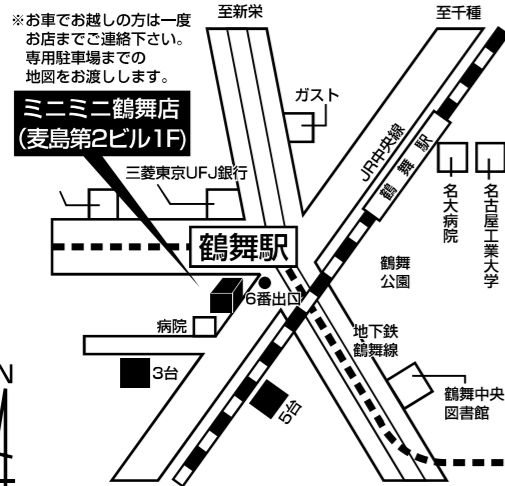 ※お車でお越しの方は一度
お店までご連絡下さい。
専用駐車場までの
地図をお渡しします。
至新栄
至千種
ミニミニ鶴舞店
(麦島第2ビル1F)
ガスト
三菱東京UFJ銀行
JR中央線
鶴舞駅
名大病院
名古屋工業大学
鶴舞駅
鶴舞
公園
6番出口
病院
地下鉄
鶴舞線
3台
5台
鶴舞中央
図書館
N